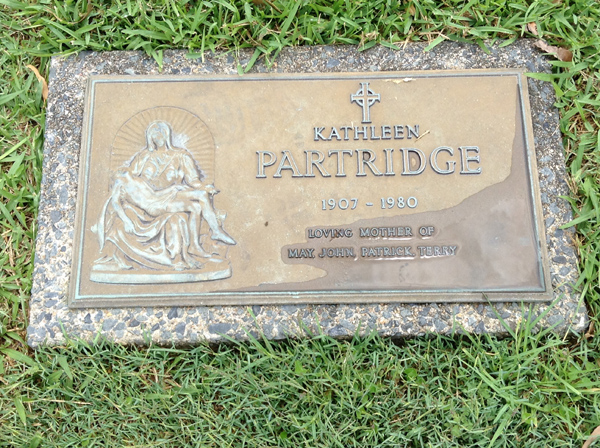 KATHLEEN
PARTRIDGE
1907 - 1980
LOVING MOTHER OF
MAY, JOHN, PATRICK, TERRY